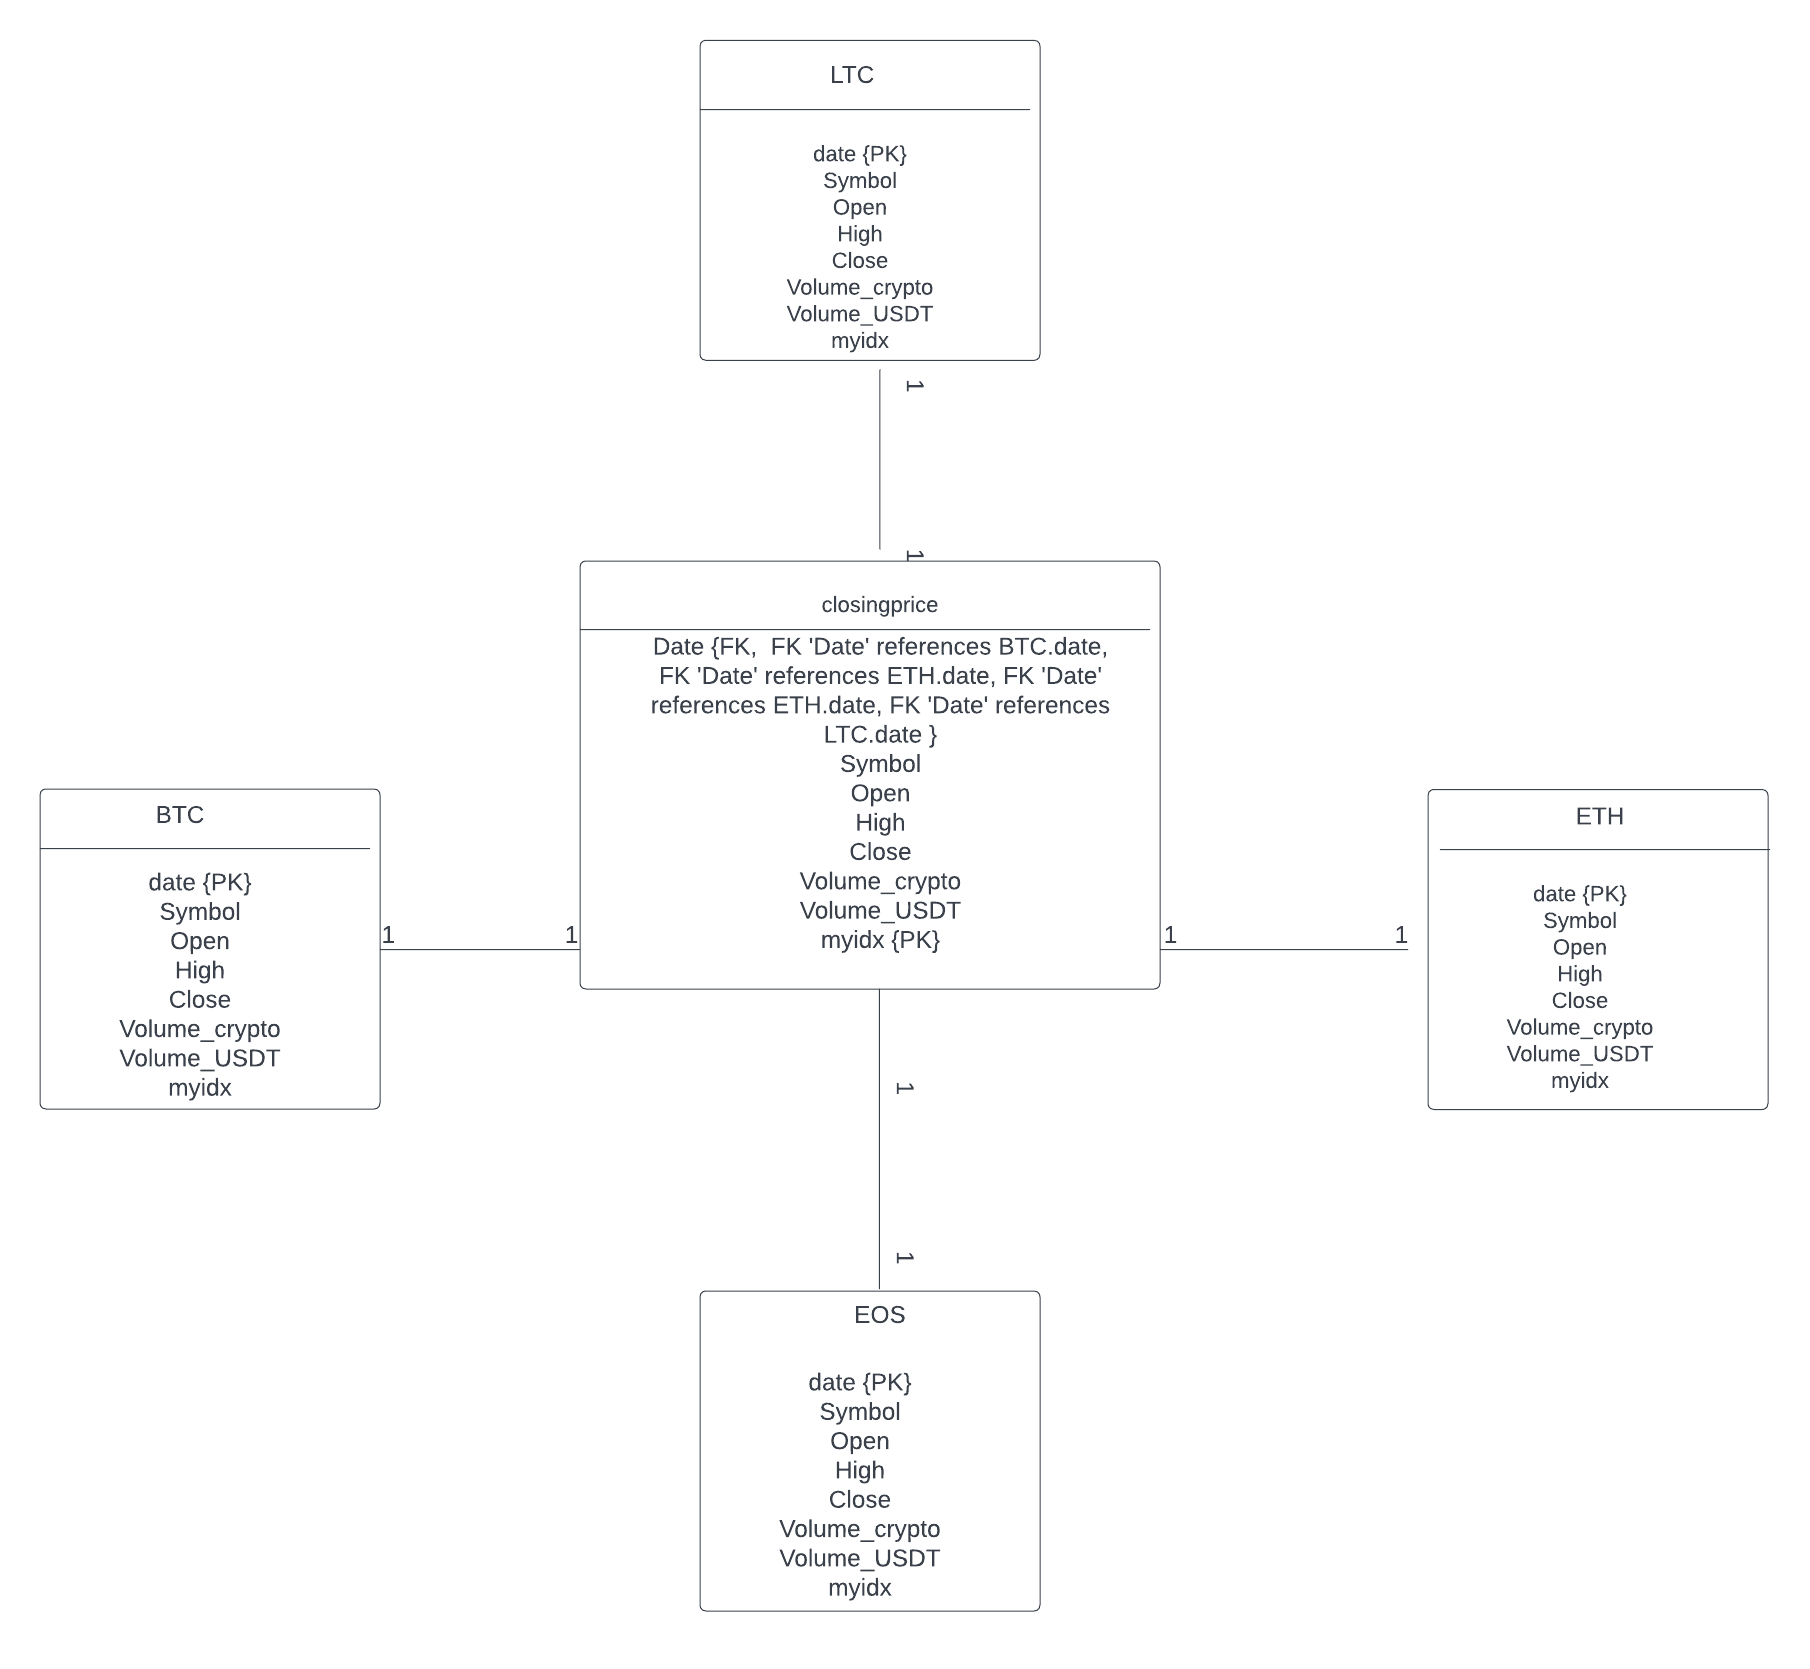 LTC
date {PK}
Symbol
Open
High
Close
Volume_crypto
Volume_USDT
myidx
1
1
closingprice
Date {FK,  FK 'Date' references BTC.date,
FK 'Date' references ETH.date, FK 'Date'
references ETH.date, FK 'Date' references
LTC.date }
Symbol
Open
High
Close
Volume_crypto
Volume_USDT
myidx {PK}
BTC
date {PK}
Symbol
Open
High
Close
Volume_crypto
Volume_USDT
myidx
1
1
1
1
ETH
date {PK}
Symbol
Open
High
Close
Volume_crypto
Volume_USDT
myidx
1
1
EOS
date {PK}
Symbol
Open
High
Close
Volume_crypto
Volume_USDT
myidx